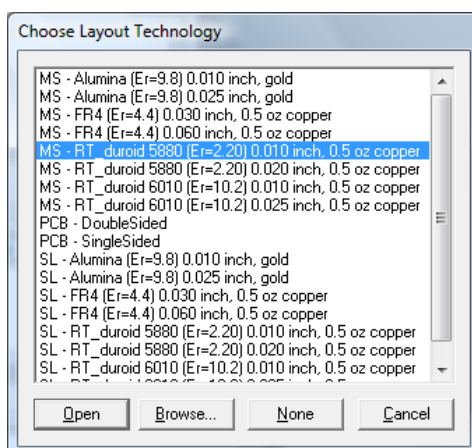 Choose Layout Technology
MS - Alumina (Er=9.8) 0.010 inch, gold
MS - Alumina (Er=9.8) 0.025 inch, gold
MS - FR4 (Er=4.4) 0.030 inch, 0.5 oz copper
MS - FR4 (Er=4.4) 0.060 inch, 0.5 oz copper
MS - RT_duroid 5880 (Er=2.20) 0.010 inch, 0.5 oz copper
MS - RT_duroid 5880 (Er=2.20) 0.020 inch, 0.5 oz copper
MS - RT_duroid 6010 (Er=10.2) 0.010 inch, 0.5 oz copper
MS - RT_duroid 6010 (Er=10.2) 0.025 inch, 0.5 oz copper
PCB - DoubleSided
PCB - SingleSided
SL - Alumina (Er=9.8) 0.010 inch, gold
SL - Alumina (Er=9.8) 0.025 inch, gold
SL - FR4 (Er=4.4) 0.030 inch, 0.5 oz copper
SL - FR4 (Er=4.4) 0.060 inch, 0.5 oz copper
SL - RT_duroid 5880 (Er=2.20) 0.010 inch, 0.5 oz copper
SL - RT_duroid 5880 (Er=2.20) 0.020 inch, 0.5 oz copper
SL - RT_duroid 6010 (Er=10.2) 0.010 inch, 0.5 oz copper
Open Browse... None Cancel